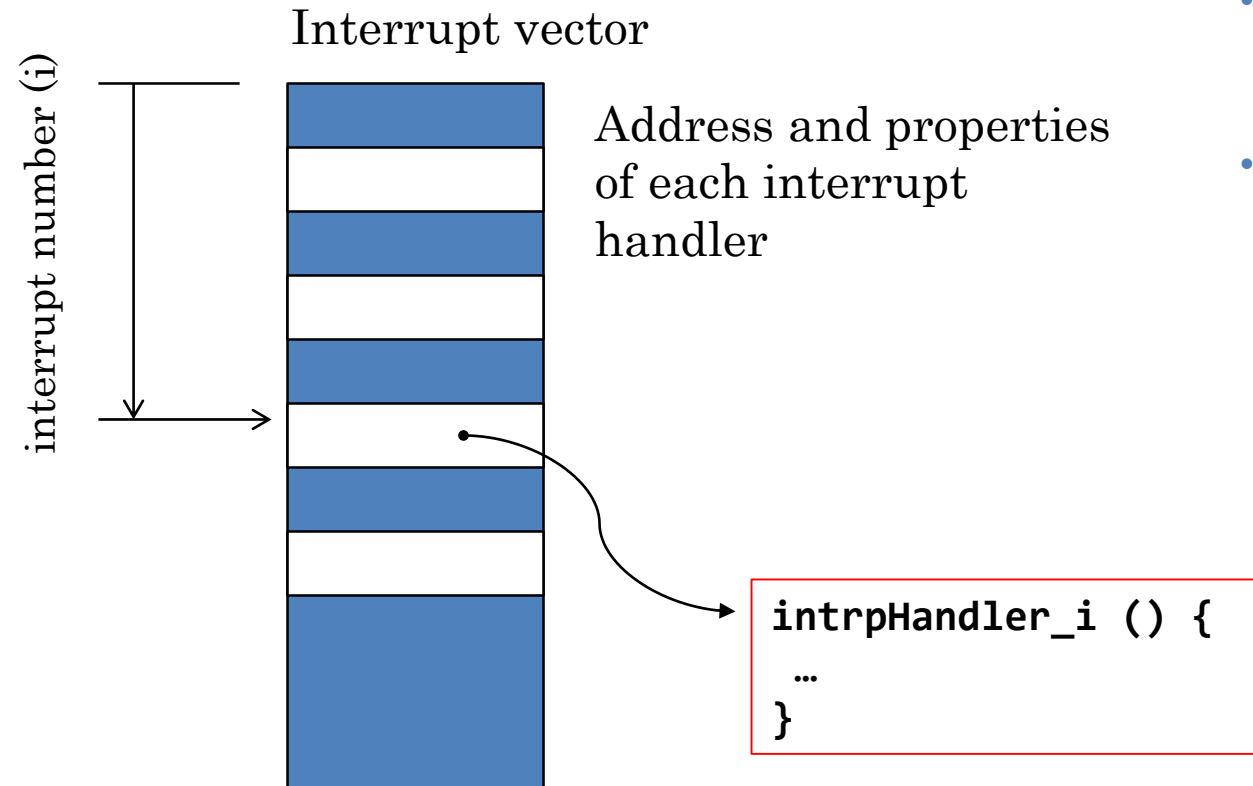 Interrupt vector
interrupt number (i)
Address and properties
of each interrupt
handler
intrpHandler_i () {
…
}